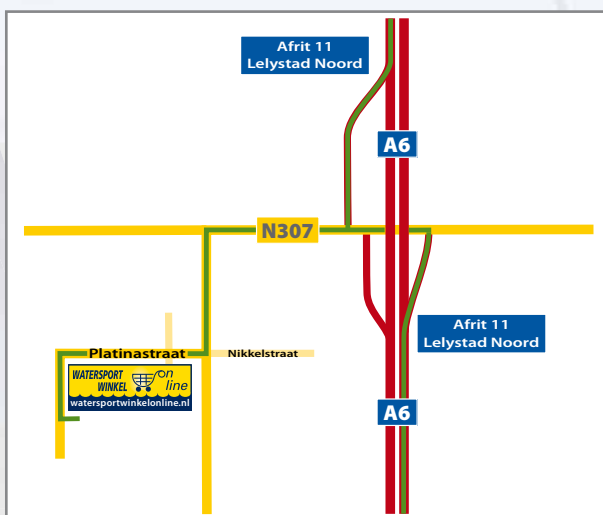 Afrit 11
Lelystad Noord
A6
N307
Afrit 11
Lelystad Noord
Platinastraat
Nikkelstraat
WATERSPORT
WINKEL
on
line
watersportwinkelonline.nl
A6